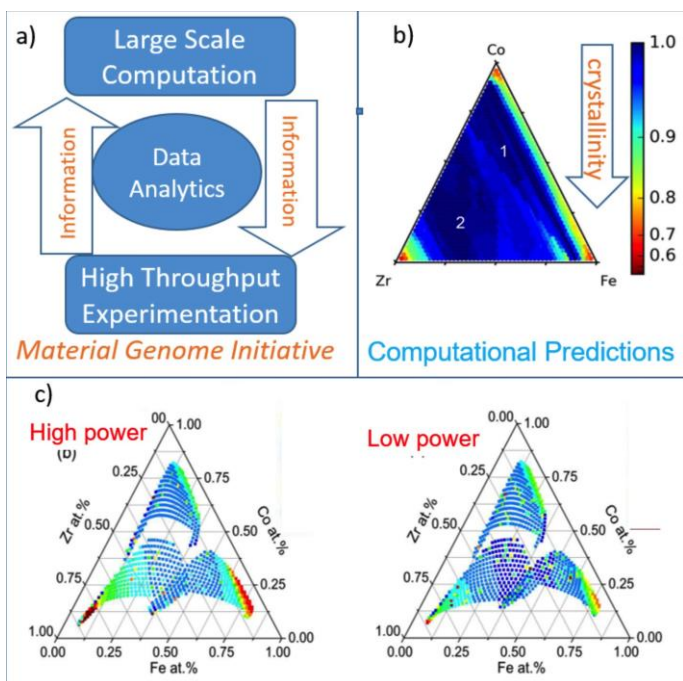 a)
Large Scale
Computation
Information
Data
Analytics
Information
High Throughput
Experimentation
Material Genome Initiative
b)
Co
1
2
Zr
Fe
crystallinity
1.0
0.9
0.8
0.7
0.6
Computational Predictions
c)
High power
(b)
00
1.00
0.25
0.75
Zr at.%
Co at.%
0.50
0.50
0.75
0.25
1.00
0.00
0.00
0.25
0.50
0.75
1.00
Fe at.%
Low power
1.00
0.25
0.75
Zr at.%
Co at.%
0.50
0.50
0.75
0.25
1.00
0.00
0.00
0.25
0.50
0.75
1.00
Fe at.%